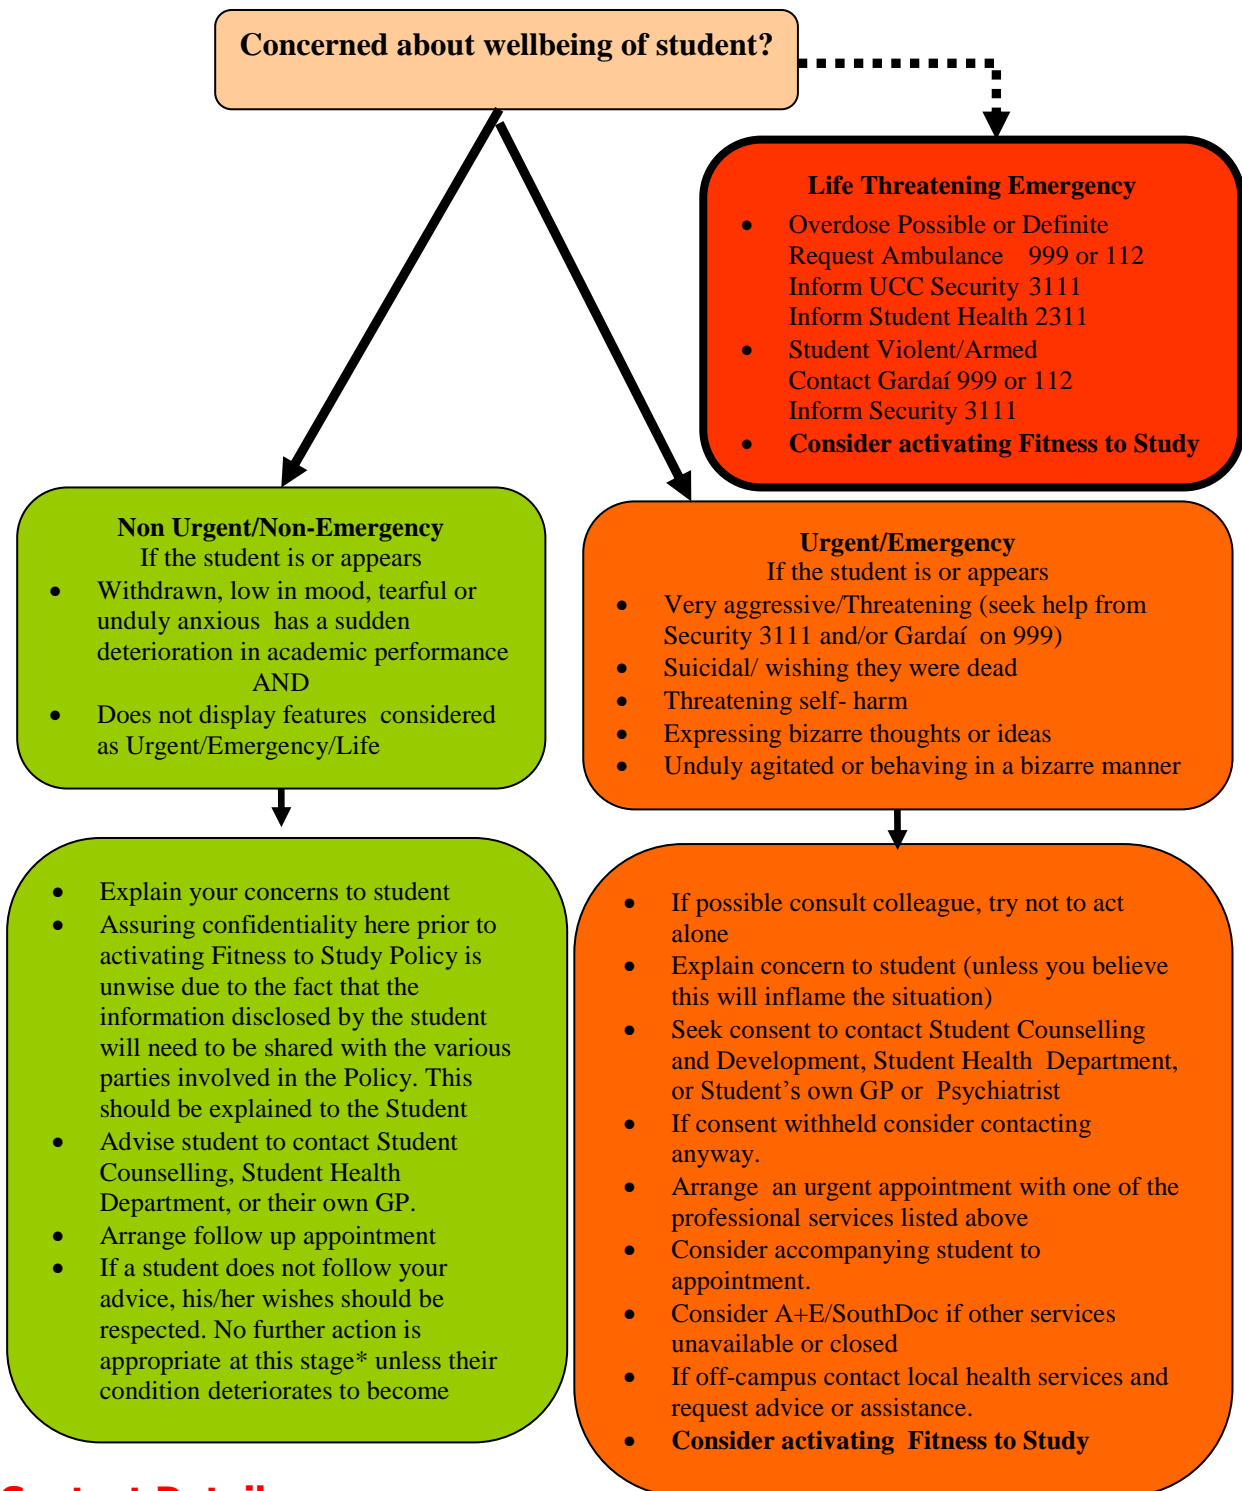 Concerned about wellbeing of student?
Life Threatening Emergency
• Overdose Possible or Definite
Request Ambulance 999 or 112
Inform UCC Security 3111
Inform Student Health 2311
• Student Violent/Armed
Contact Gardaí 999 or 112
Inform Security 3111
• Consider activating Fitness to Study
Non Urgent/Non-Emergency
If the student is or appears
• Withdrawn, low in mood, tearful or
unduly anxious has a sudden
deterioration in academic performance
AND
• Does not display features considered
as Urgent/Emergency/Life
Urgent/Emergency
If the student is or appears
• Very aggressive/Threatening (seek help from
Security 3111 and/or Gardaí on 999)
• Suicidal/ wishing they were dead
• Threatening self- harm
• Expressing bizarre thoughts or ideas
• Unduly agitated or behaving in a bizarre manner
• Explain your concerns to student
• Assuring confidentiality here prior to
activating Fitness to Study Policy is
unwise due to the fact that the
information disclosed by the student
will need to be shared with the various
parties involved in the Policy. This
should be explained to the Student
• Advise student to contact Student
Counselling, Student Health
Department, or their own GP.
• Arrange follow up appointment
• If a student does not follow your
advice, his/her wishes should be
respected. No further action is
appropriate at this stage* unless their
condition deteriorates to become
• If possible consult colleague, try not to act
alone
• Explain concern to student (unless you believe
this will inflame the situation)
• Seek consent to contact Student Counselling
and Development, Student Health Department,
or Student's own GP or Psychiatrist
• If consent withheld consider contacting
anyway.
• Arrange an urgent appointment with one of the
professional services listed above
• Consider accompanying student to
appointment.
• Consider A+E/SouthDoc if other services
unavailable or closed
• If off-campus contact local health services and
request advice or assistance.
• Consider activating Fitness to Study